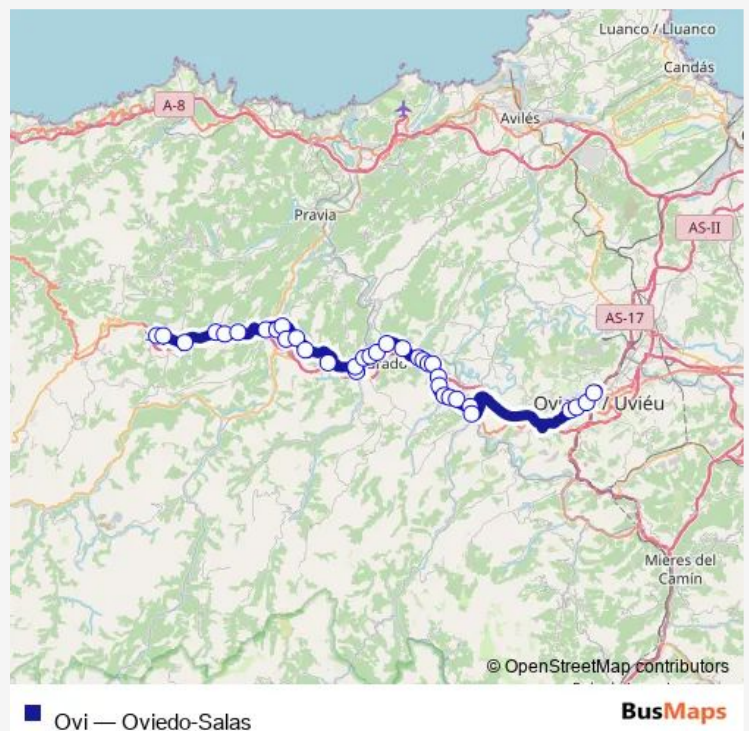 Luanco / Lluanco
Candás
A-8
Avilés
Pravia
AS-II
AS-17
Ovi / Uviéu
Mieres del
Camín
© OpenStreetMap contributors
Ovi — Oviedo-Salas
BusMaps